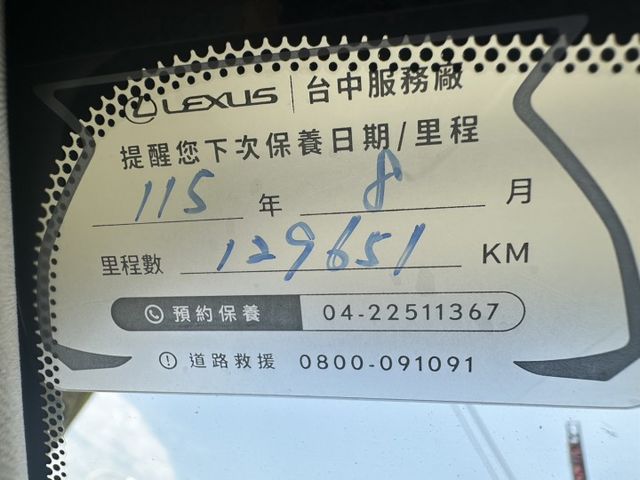 LEXUS 台中服務廠
提醒您下次保養日期/里程
115 年 8 月
里程數 129651 KM
預約保養 04-22511367
道路救援 0800-091091